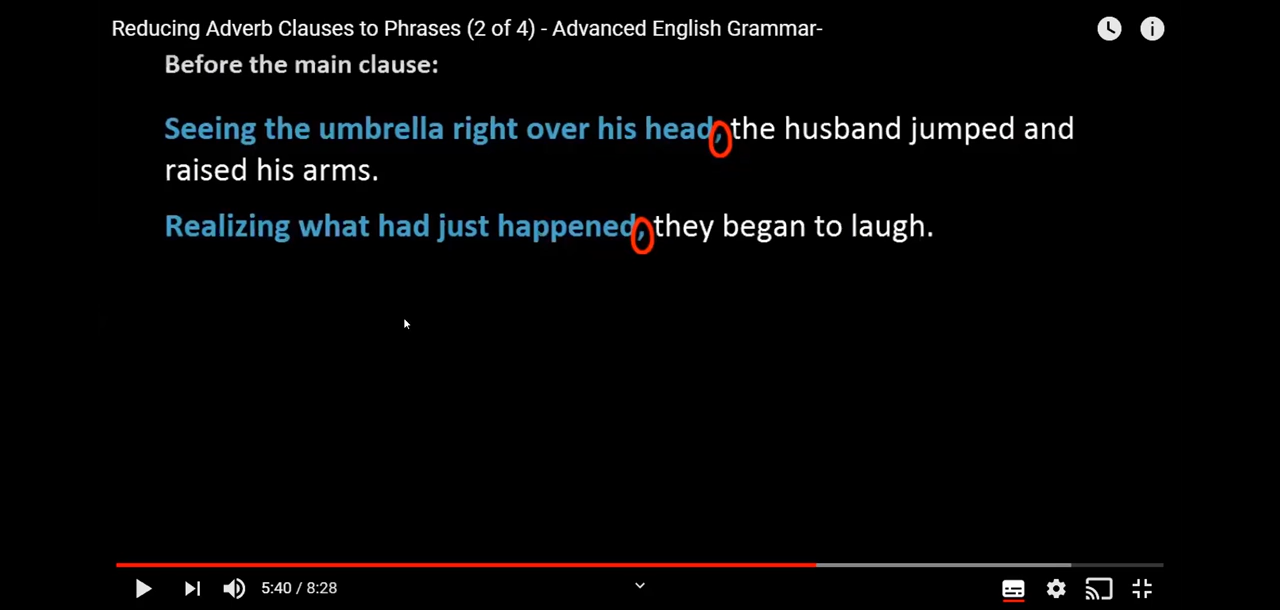 Reducing Adverb Clauses to Phrases (2 of 4) - Advanced English Grammar-
Before the main clause:
Seeing the umbrella right over his head, the husband jumped and
raised his arms.
Realizing what had just happened, they began to laugh.
5:40 / 8:28